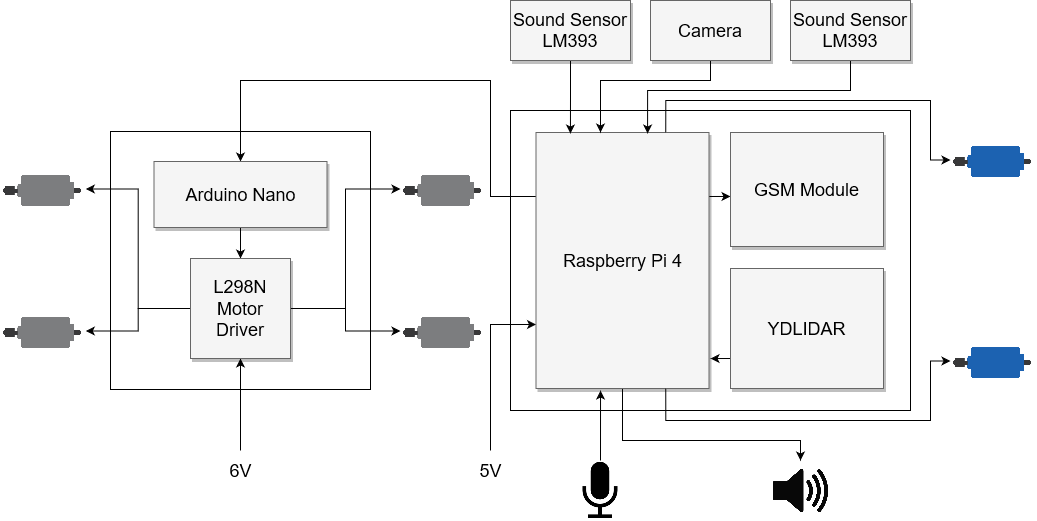 Sound Sensor
LM393
Camera
Sound Sensor
LM393
Arduino Nano
GSM Module
Raspberry Pi 4
L298N
Motor
Driver
YDLIDAR
6V
5V